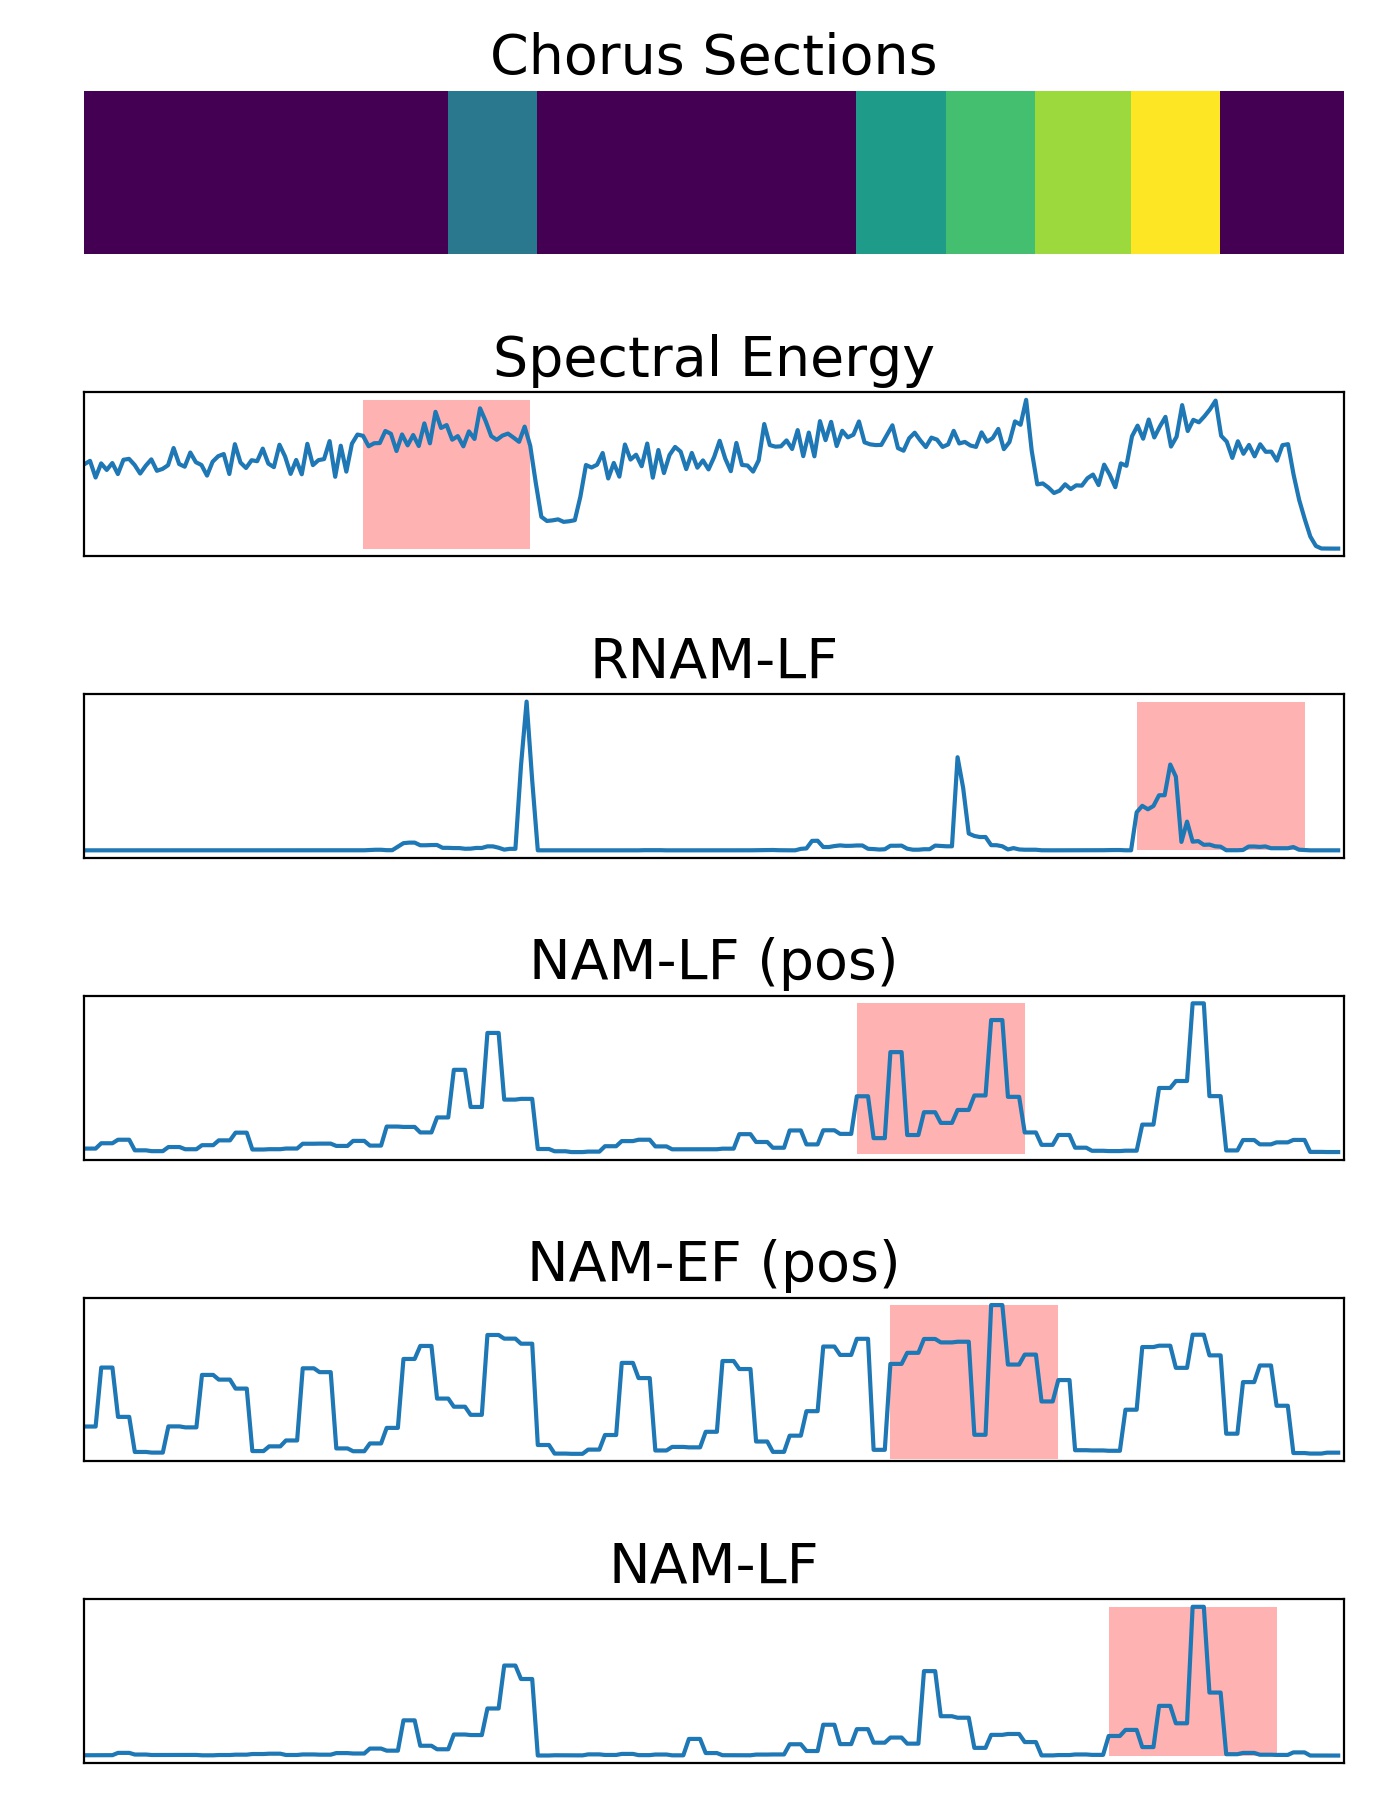 Chorus Sections
Spectral Energy
RNAM-LF
NAM-LF (pos)
NAM-EF (pos)
NAM-LF